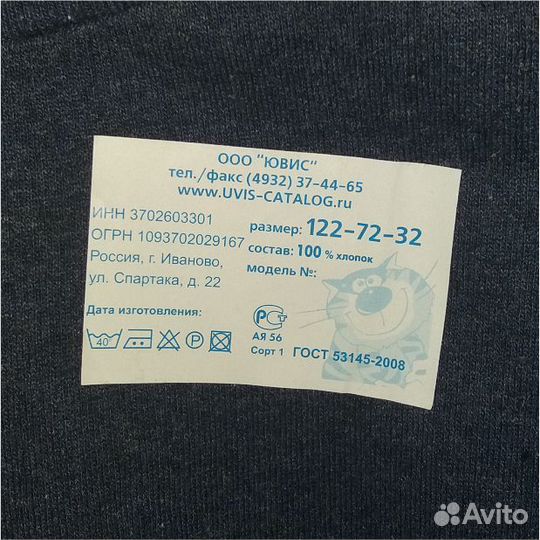 ООО "ЮВИС"
тел./факс (4932) 37-44-65
www.UVIS-CATALOG.ru
ИНН 3702603301
ОГРН 1093702029167
Россия, г. Иваново,
ул. Спартака, д. 22
размер: 122-72-32
состав: 100 % хлопок
модель №:
Дата изготовления:
40
АЯ 56
Сорт 1
ГОСТ 53145-2008
Avito